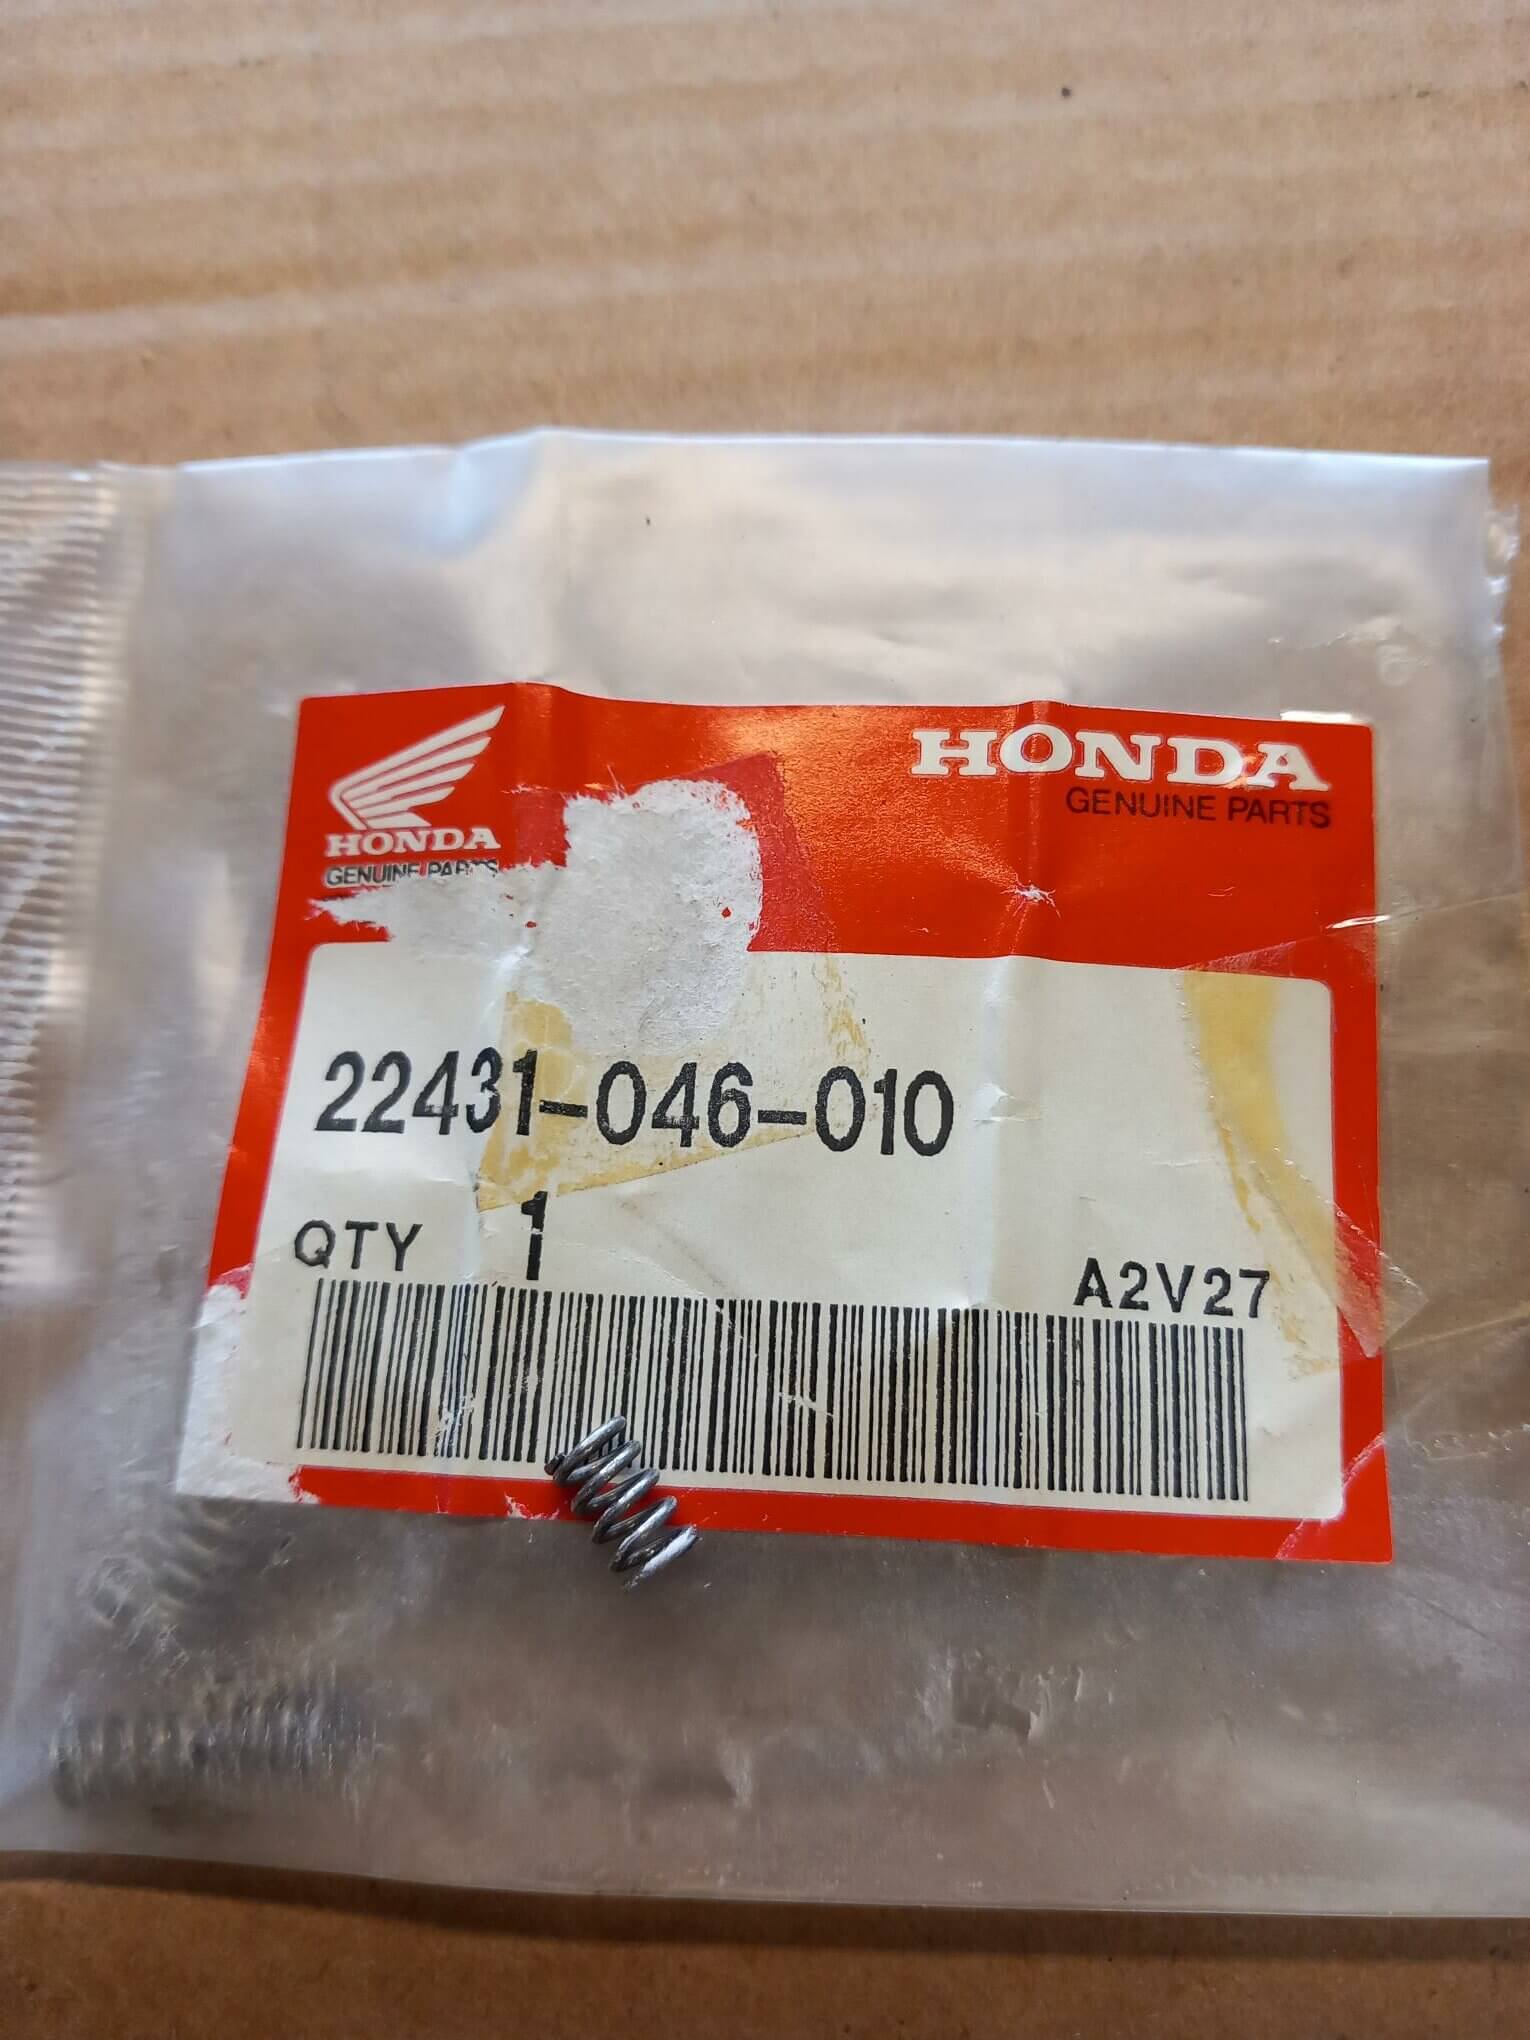 HONDA
GENUINE PARTS
HONDA
GENUINE PARTS
22431-046-010
QTY 1
A2V27